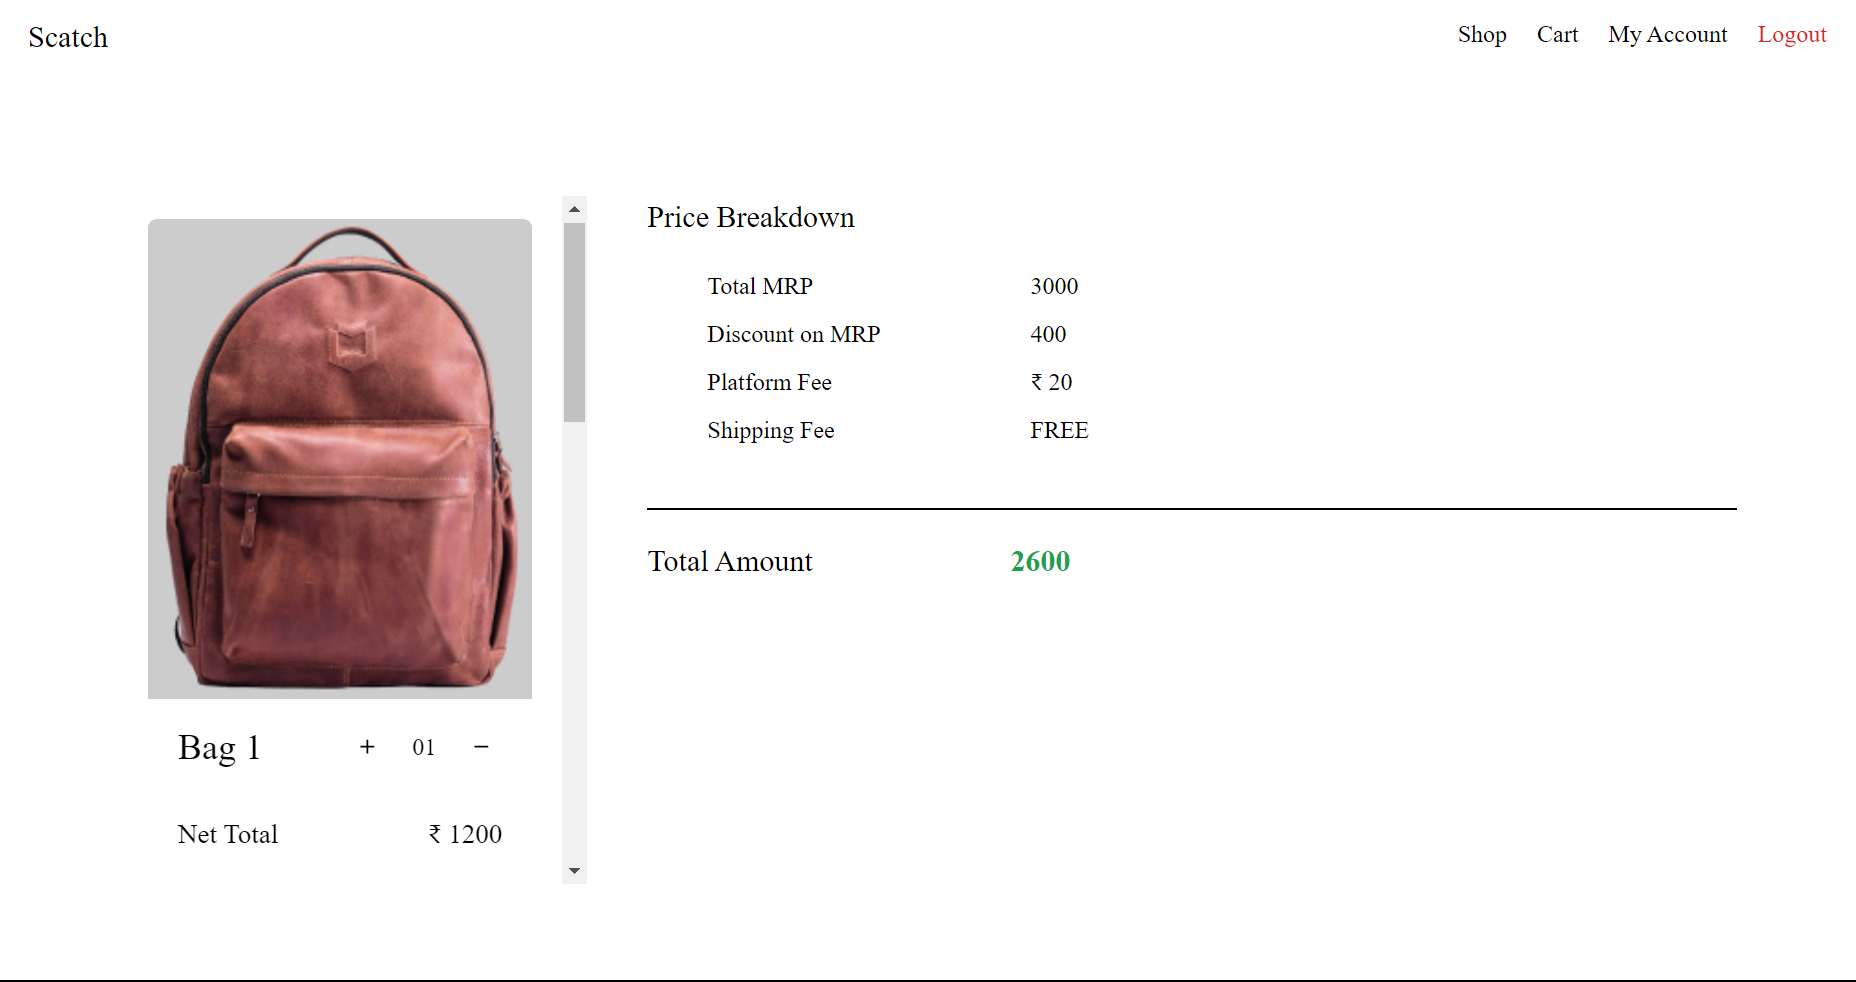 Scatch
Shop Cart My Account Logout
Price Breakdown
Total MRP 3000
Discount on MRP 400
Platform Fee ₹ 20
Shipping Fee FREE
Total Amount 2600
Bag 1 + 01 −
Net Total ₹ 1200